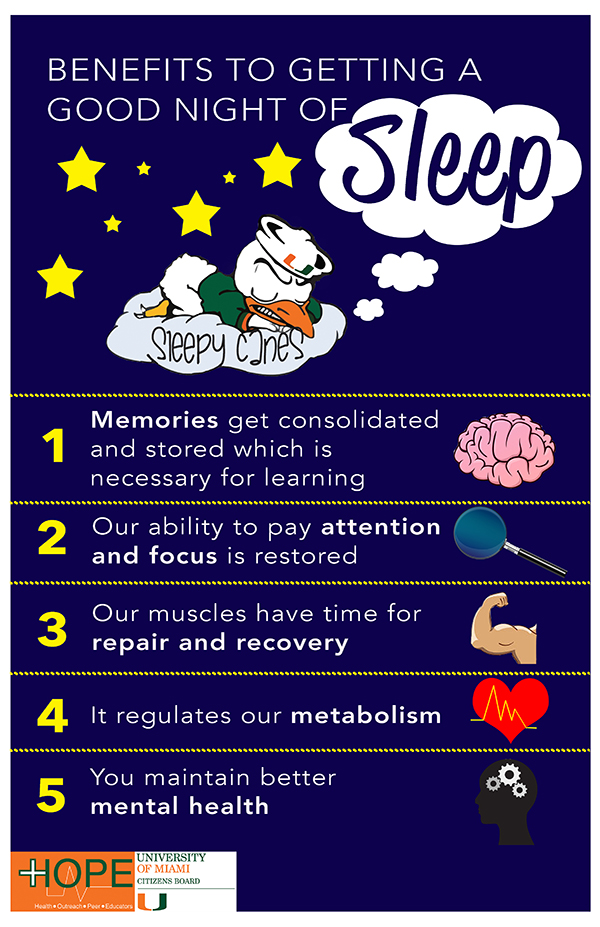 BENEFITS TO GETTING A
GOOD NIGHT OF
Sleep
U
Sleepy Canes
1
Memories get consolidated
and stored which is
necessary for learning
2
Our ability to pay attention
and focus is restored
3
Our muscles have time for
repair and recovery
4
It regulates our metabolism
5
You maintain better
mental health
HOPE
Health • Outreach • Peer • Educators
UNIVERSITY
OF MIAMI
CITIZENS BOARD
U